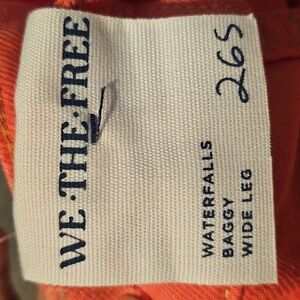 WE • THE • FREE
WATERFALLS
BAGGY
WIDE LEG
26S